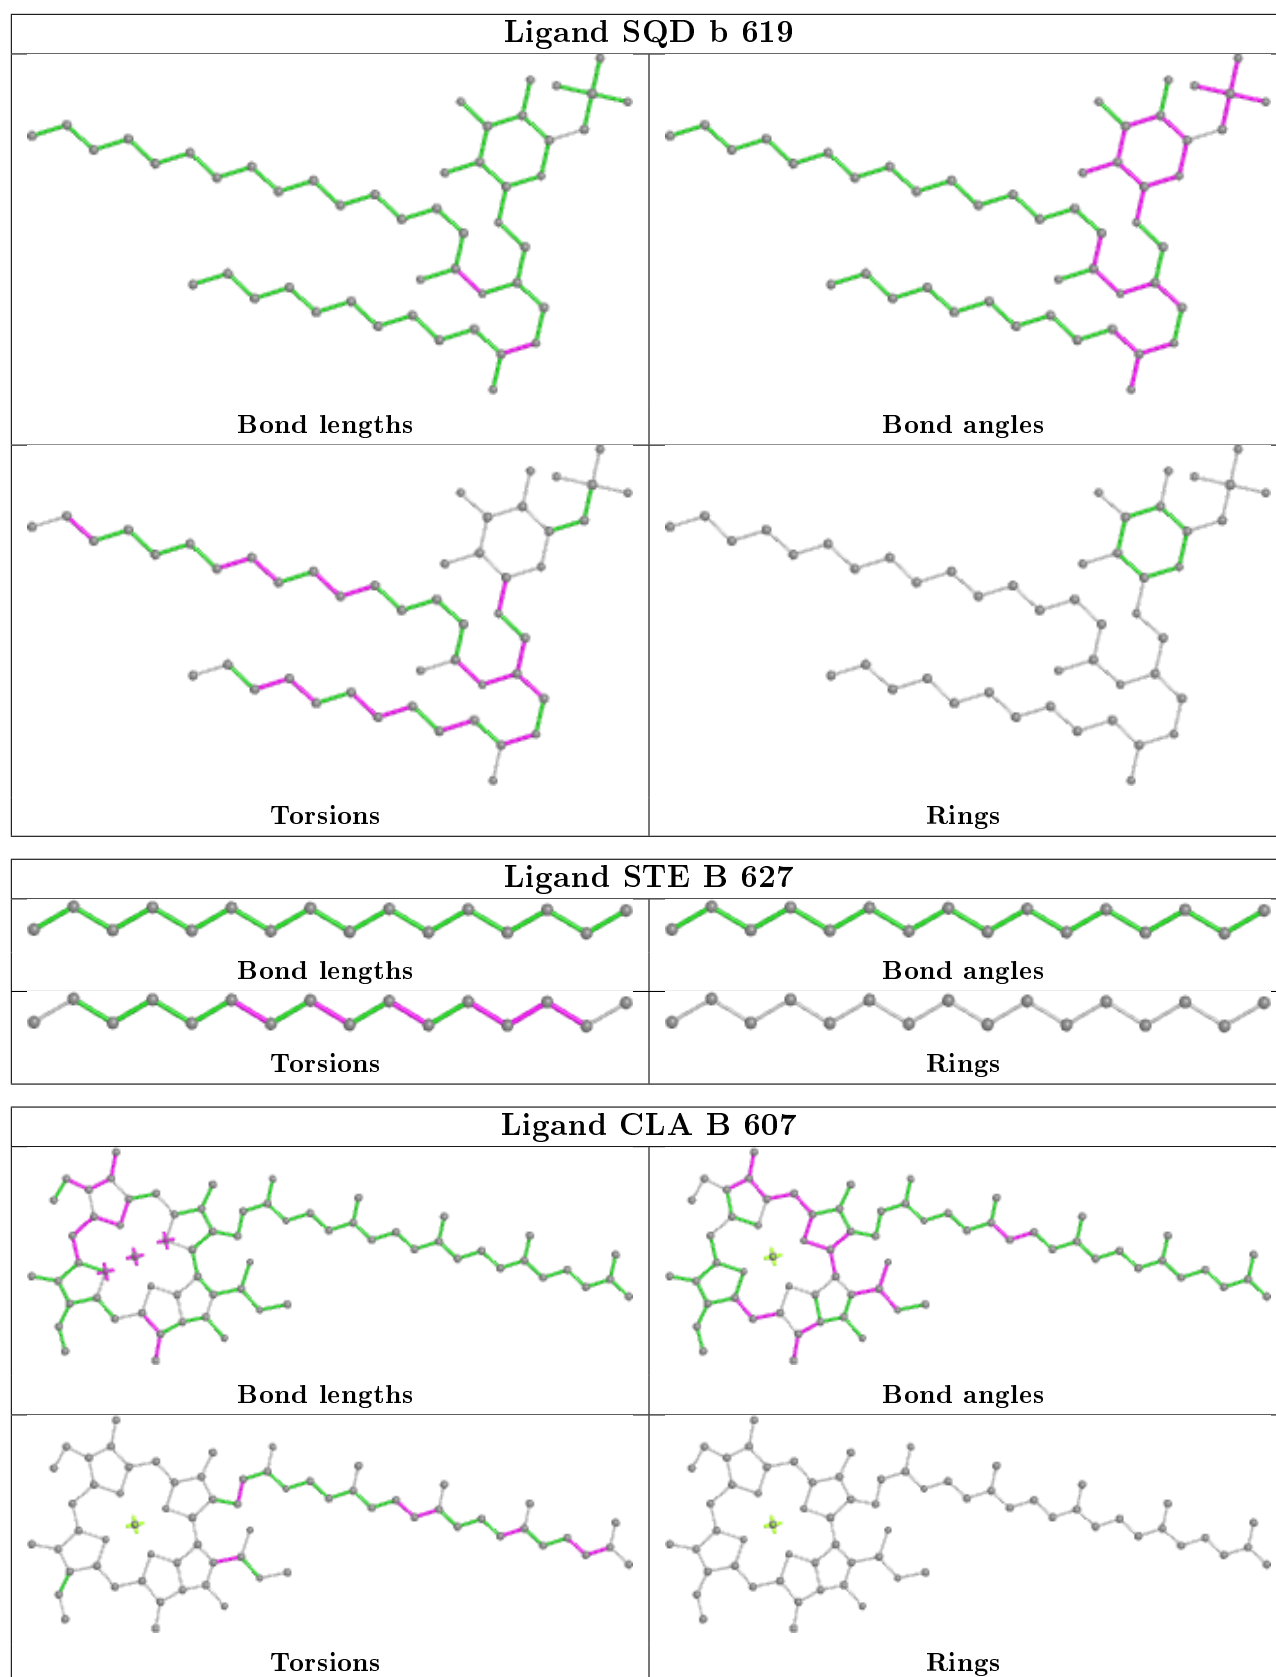 Ligand SQD b 619
Bond lengths
Bond angles
Torsions
Rings
Ligand STE B 627
Bond lengths
Bond angles
Torsions
Rings
Ligand CLA B 607
Bond lengths
Bond angles
Torsions
Rings